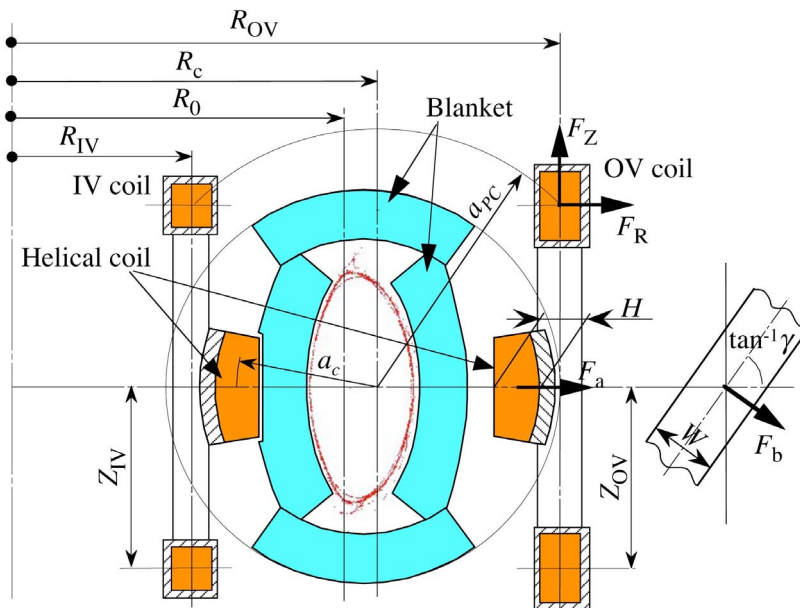 R_OV
R_c
R_0
R_IV
Blanket
F_Z
IV coil
OV coil
a_PC
F_R
Helical coil
H
tan⁻¹γ
a_c
F_a
W
F_b
Z_IV
Z_OV